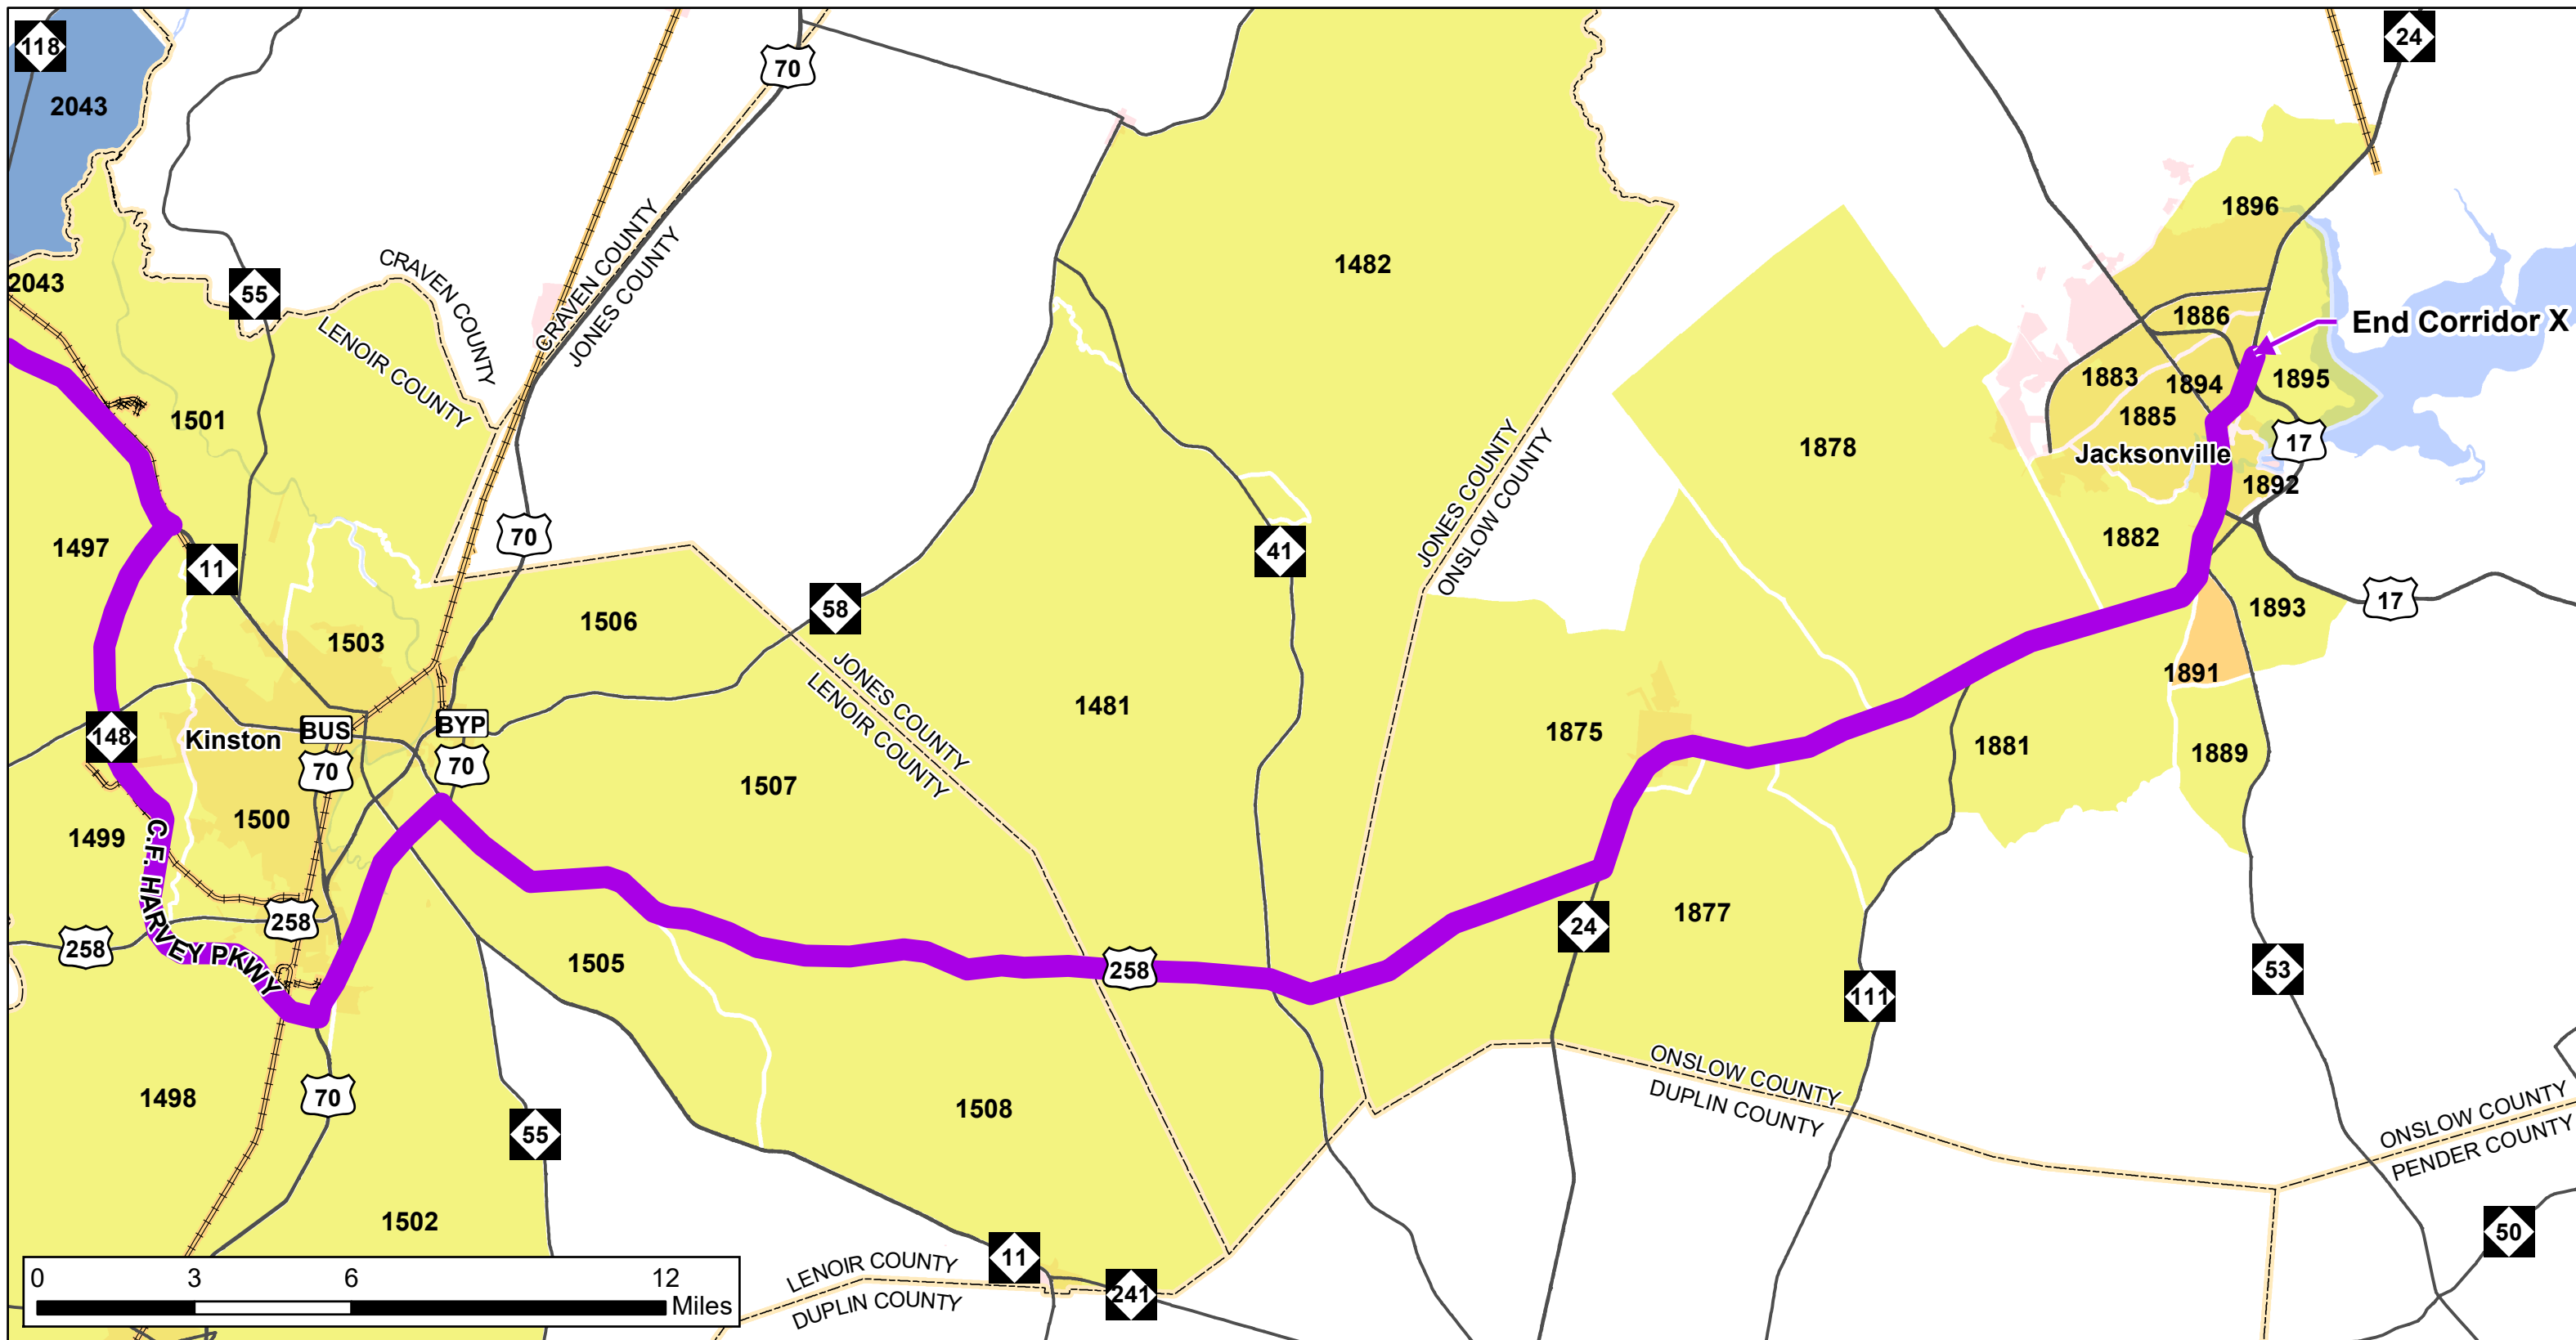 118
2043
2043
55
CRAVEN COUNTY
LENOIR COUNTY
70
CRAVEN COUNTY
JONES COUNTY
1482
24
1896
1886
End Corridor X
1883
1894
1895
1885
17
Jacksonville
1892
1501
1878
1497
11
70
41
JONES COUNTY
ONSLOW COUNTY
1882
17
1893
1503
1506
58
JONES COUNTY
LENOIR COUNTY
1481
1891
148
Kinston
BUS
70
BYP
70
1875
1881
1889
1507
1499
1500
C.F. HARVEY PKWY
258
258
1505
258
24
1877
53
111
1498
70
55
1508
ONSLOW COUNTY
DUPLIN COUNTY
ONSLOW COUNTY
PENDER COUNTY
1502
11
241
50
LENOIR COUNTY
DUPLIN COUNTY
0 3 6 12
Miles